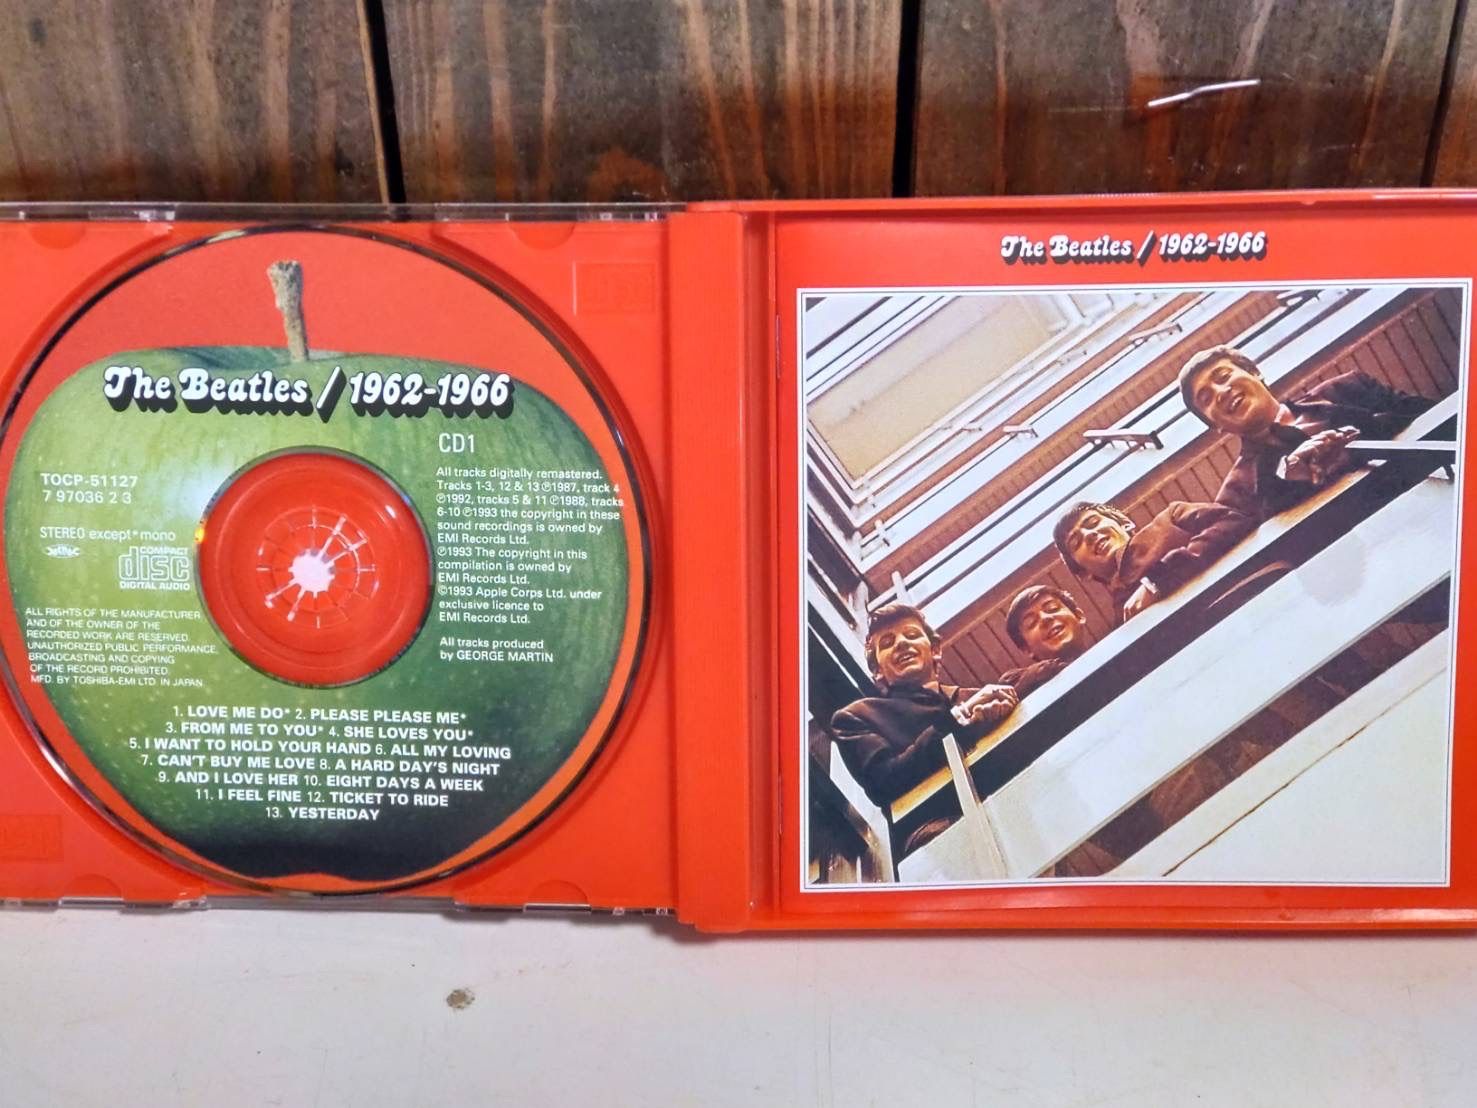 The Beatles / 1962-1966
CD1
TOCP-51127
7 97036 2 3
STEREO except * mono
COMPACT
disc
DIGITAL AUDIO
ALL RIGHTS OF THE MANUFACTURER
AND OF THE OWNER OF THE
RECORDED WORK ARE RESERVED.
UNAUTHORIZED PUBLIC PERFORMANCE,
BROADCASTING AND COPYING
OF THE RECORD PROHIBITED.
MFD. BY TOSHIBA-EMI LTD. IN JAPAN
All tracks digitally remastered.
Tracks 1-3, 12 & 13 ℗1987, track 4
℗1992, tracks 5 & 11 ℗1988, tracks
6-10 ℗1993 the copyright in these
sound recordings is owned by
EMI Records Ltd.
℗1993 The copyright in this
compilation is owned by
EMI Records Ltd.
©1993 Apple Corps Ltd. under
exclusive licence to
EMI Records Ltd.
All tracks produced
by GEORGE MARTIN
1. LOVE ME DO* 2. PLEASE PLEASE ME*
3. FROM ME TO YOU* 4. SHE LOVES YOU*
5. I WANT TO HOLD YOUR HAND 6. ALL MY LOVING
7. CAN'T BUY ME LOVE 8. A HARD DAY'S NIGHT
9. AND I LOVE HER 10. EIGHT DAYS A WEEK
11. I FEEL FINE 12. TICKET TO RIDE
13. YESTERDAY
The Beatles / 1962-1966